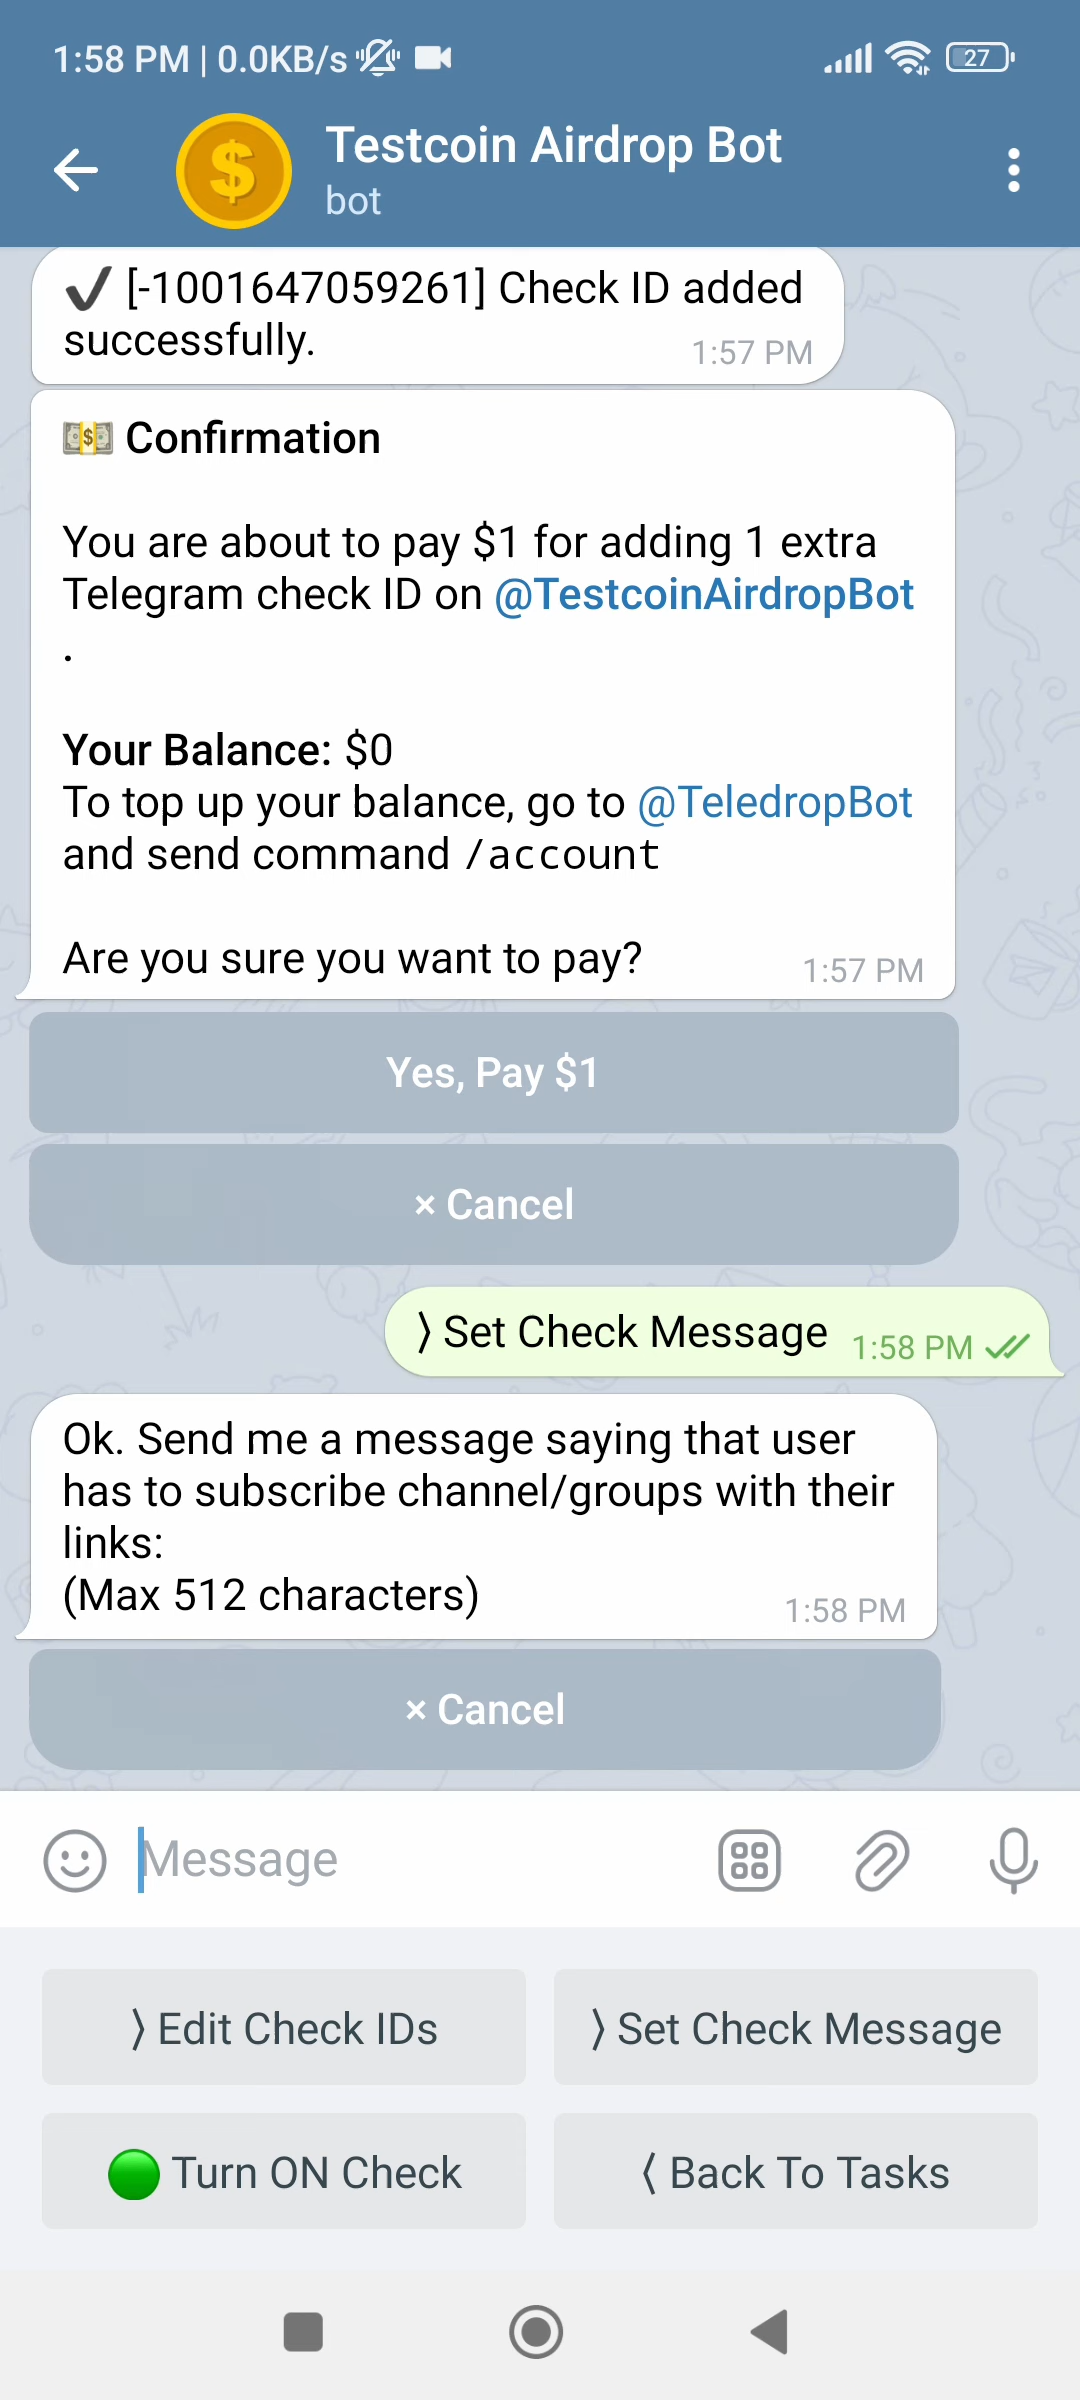 1:58 PM | 0.0KB/s
27
Testcoin Airdrop Bot
bot
✔ [-1001647059261] Check ID added
successfully.
1:57 PM
💵 Confirmation
You are about to pay $1 for adding 1 extra
Telegram check ID on @TestcoinAirdropBot
.
Your Balance: $0
To top up your balance, go to @TeledropBot
and send command /account
Are you sure you want to pay?
1:57 PM
Yes, Pay $1
× Cancel
⟩ Set Check Message
1:58 PM
Ok. Send me a message saying that user
has to subscribe channel/groups with their
links:
(Max 512 characters)
1:58 PM
× Cancel
Message
⟩ Edit Check IDs
⟩ Set Check Message
🟢 Turn ON Check
⟨ Back To Tasks